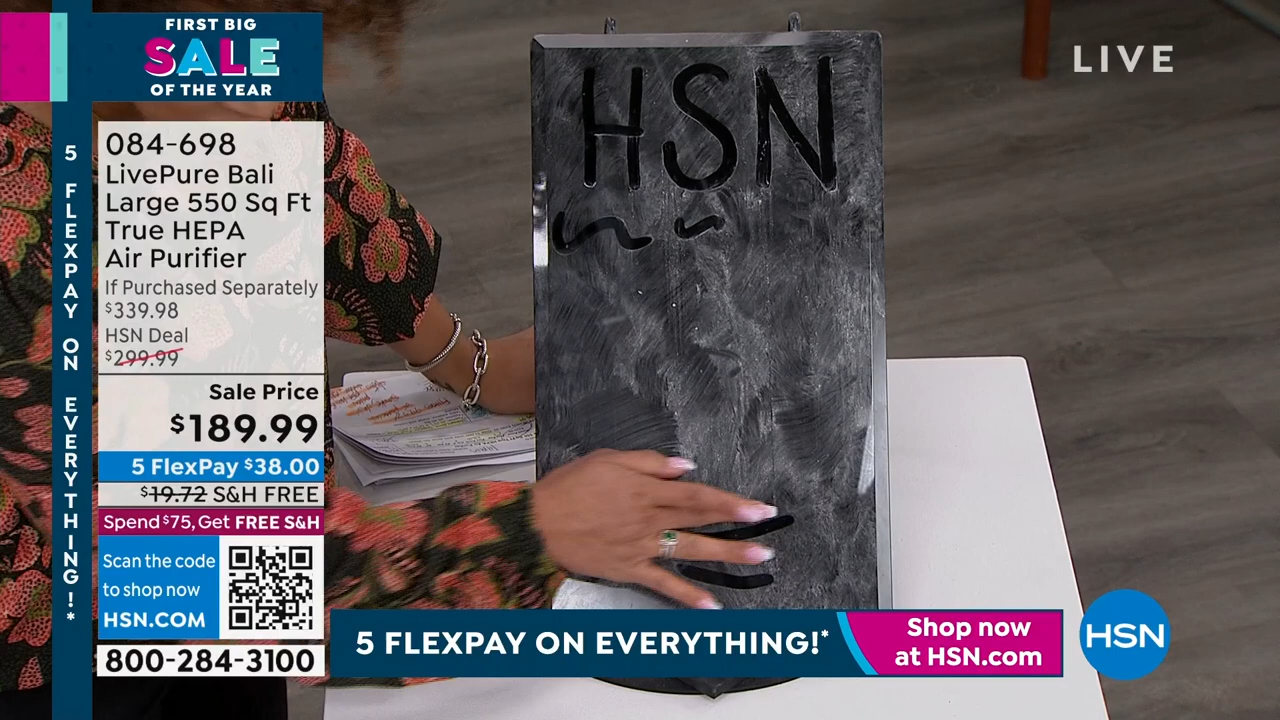 FIRST BIG
SALE
OF THE YEAR
5 FLEXPAY ON EVERYTHING!*
084-698
LivePure Bali
Large 550 Sq Ft
True HEPA
Air Purifier
If Purchased Separately
$339.98
HSN Deal
$299.99
Sale Price
$189.99
5 FlexPay $38.00
$19.72 S&H FREE
Spend $75, Get FREE S&H
Scan the code
to shop now
HSN.COM
800-284-3100
HSN
LIVE
5 FLEXPAY ON EVERYTHING!*
Shop now
at HSN.com
HSN